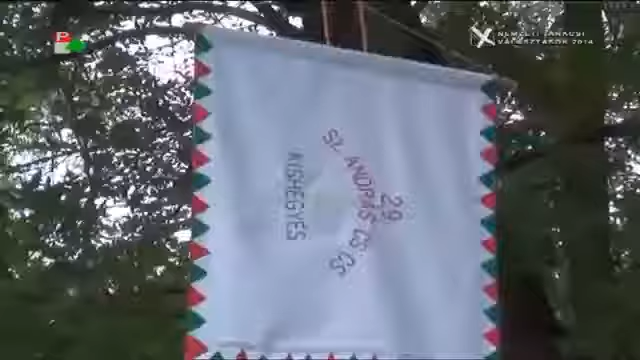 P
NEMZETI TANÁCSI
VÁLASZTÁSOK 2014
29
SZ. ANDRÁS CS CS
KISHEGYES